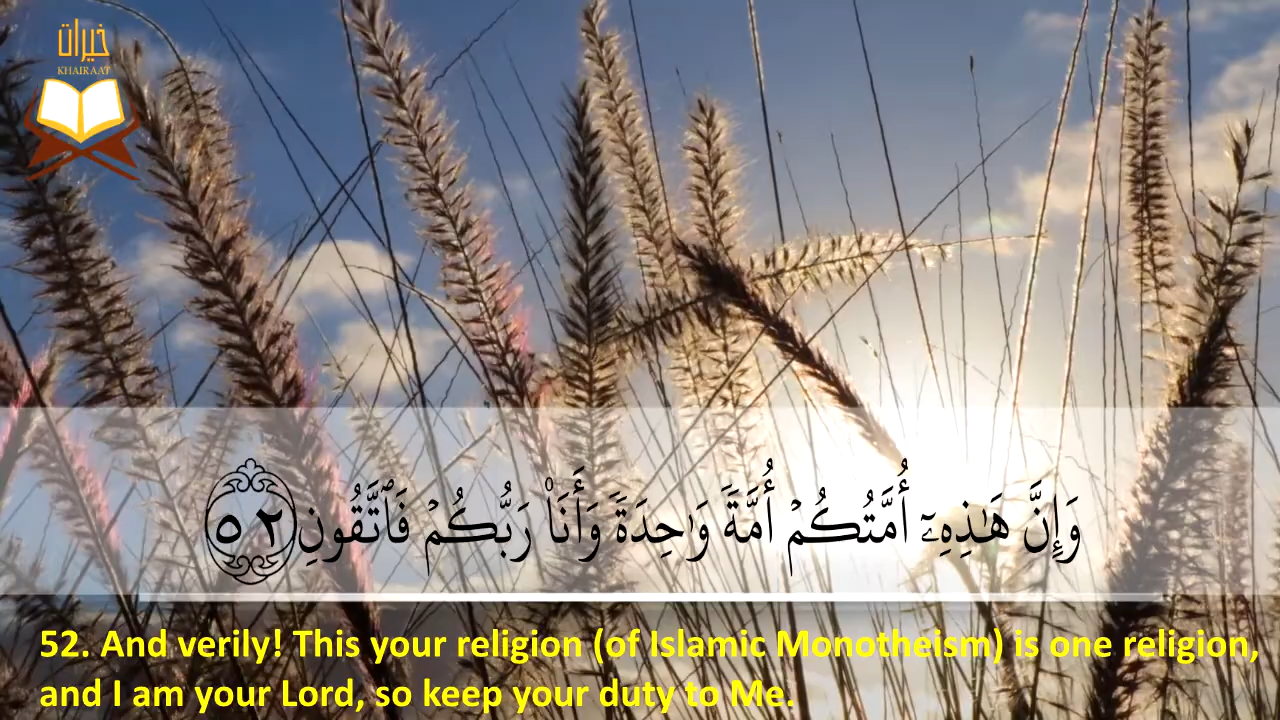 خيرات
KHAIRAAT
وَإِنَّ هَٰذِهِۦٓ أُمَّتُكُمۡ أُمَّةٗ وَٰحِدَةٗ وَأَنَا۠ رَبُّكُمۡ فَٱتَّقُونِ ٥٢
52. And verily! This your religion (of Islamic Monotheism) is one religion,
and I am your Lord, so keep your duty to Me.